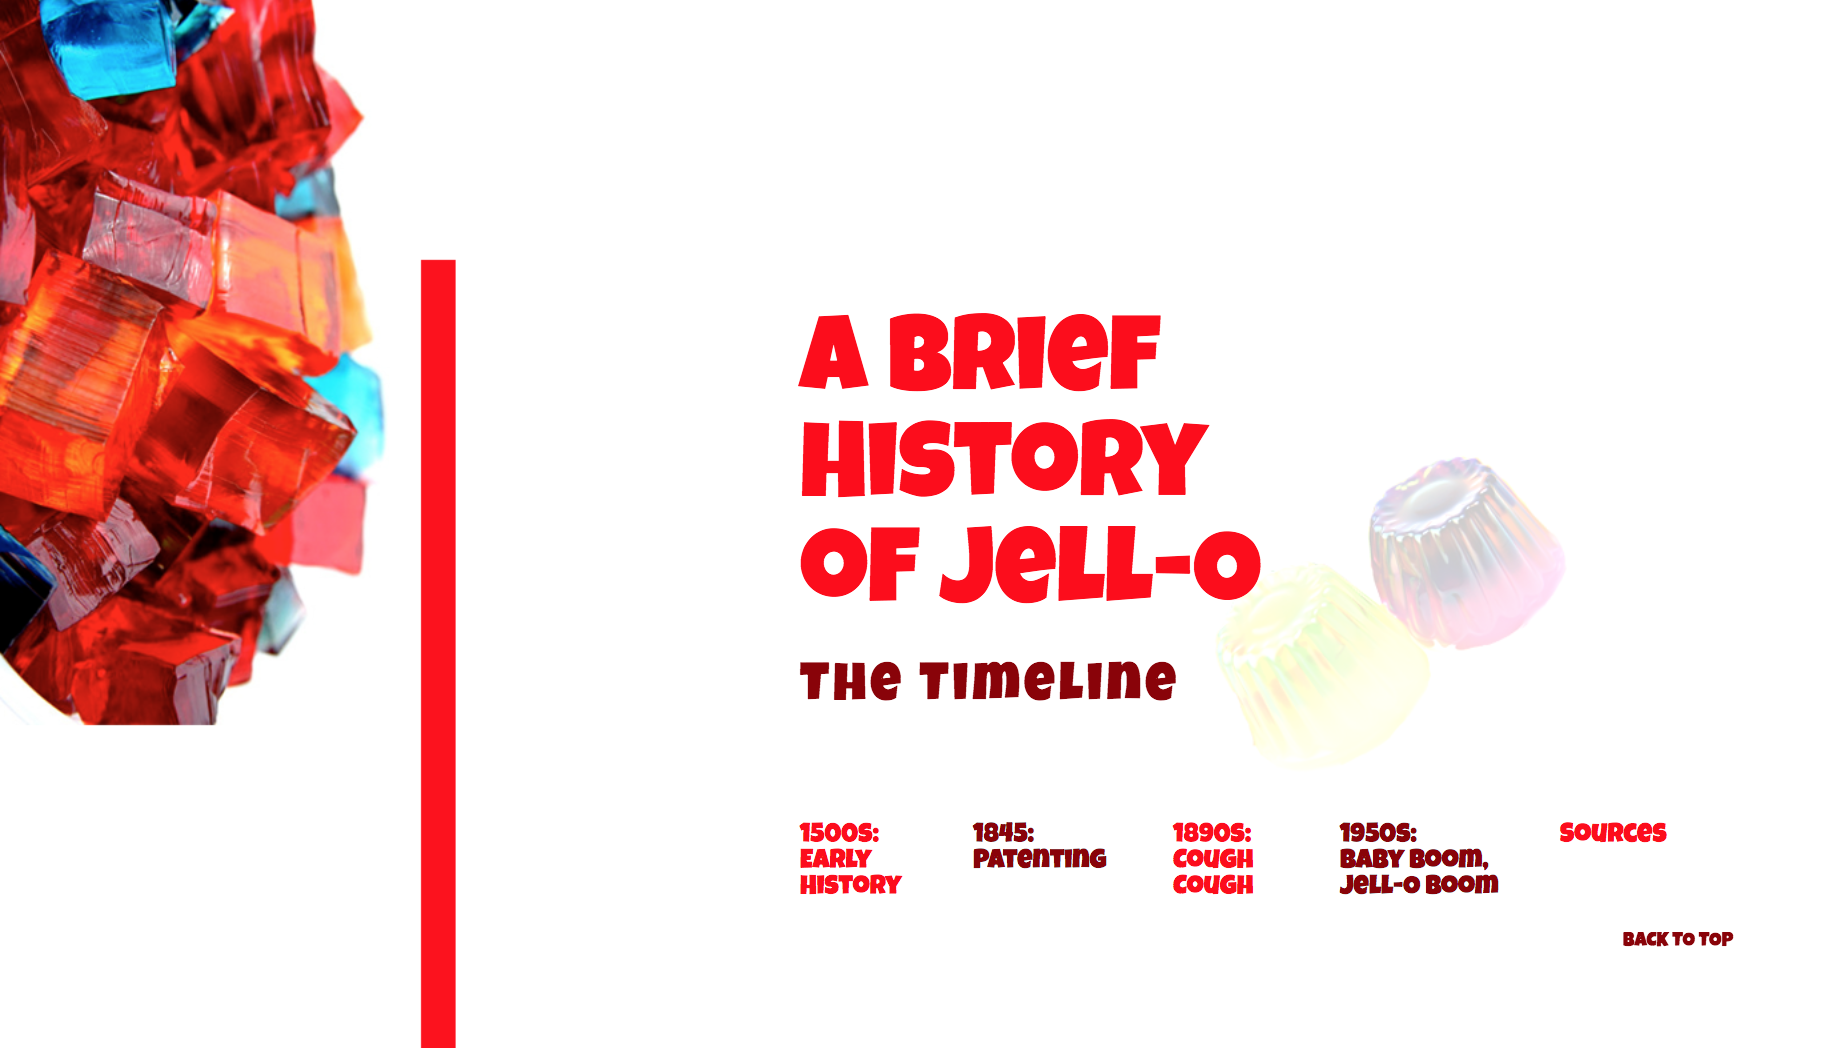 A BRIEF
HISTORY
OF JELL-O
THE TIMELINE
1500S:
EARLY
HISTORY
1845:
PATENTING
1890S:
COUGH
COUGH
1950S:
BABY BOOM,
JELL-O BOOM
SOURCES
BACK TO TOP